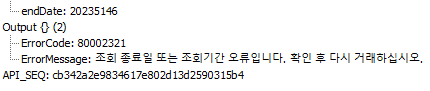 endDate: 20235146
Output {} (2)
ErrorCode: 80002321
ErrorMessage: 조회 종료일 또는 조회기간 오류입니다. 확인 후 다시 거래하십시오.
API_SEQ: cb342a2e9834617e802d13d2590315b4